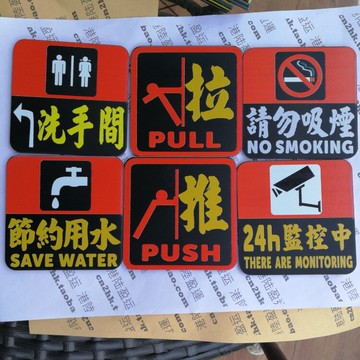 洗手間
拉
PULL
請勿吸煙
NO SMOKING
節約用水
SAVE WATER
推
PUSH
24h監控中
THERE ARE MONITORING